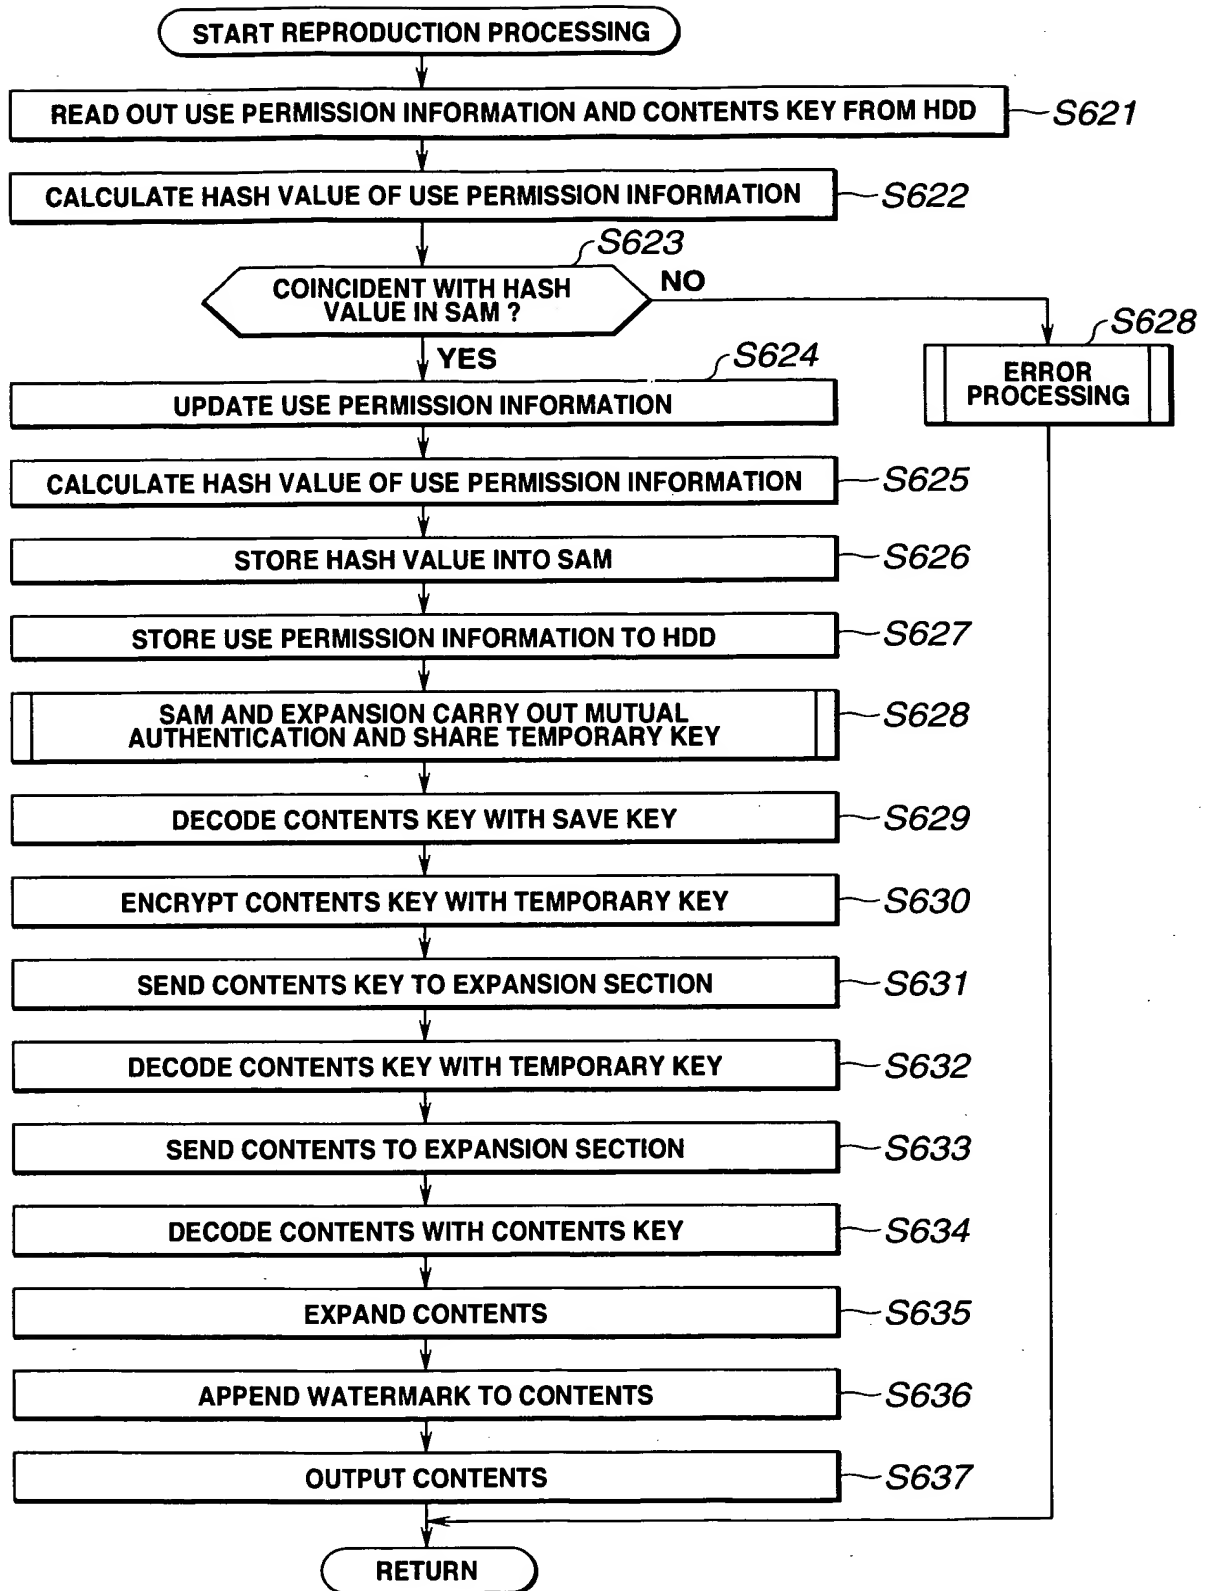 START REPRODUCTION PROCESSING
READ OUT USE PERMISSION INFORMATION AND CONTENTS KEY FROM HDD
S621
CALCULATE HASH VALUE OF USE PERMISSION INFORMATION
S622
S623
COINCIDENT WITH HASH
VALUE IN SAM ?
NO
YES
S628
ERROR
PROCESSING
S624
UPDATE USE PERMISSION INFORMATION
CALCULATE HASH VALUE OF USE PERMISSION INFORMATION
S625
STORE HASH VALUE INTO SAM
S626
STORE USE PERMISSION INFORMATION TO HDD
S627
SAM AND EXPANSION CARRY OUT MUTUAL
AUTHENTICATION AND SHARE TEMPORARY KEY
S628
DECODE CONTENTS KEY WITH SAVE KEY
S629
ENCRYPT CONTENTS KEY WITH TEMPORARY KEY
S630
SEND CONTENTS KEY TO EXPANSION SECTION
S631
DECODE CONTENTS KEY WITH TEMPORARY KEY
S632
SEND CONTENTS TO EXPANSION SECTION
S633
DECODE CONTENTS WITH CONTENTS KEY
S634
EXPAND CONTENTS
S635
APPEND WATERMARK TO CONTENTS
S636
OUTPUT CONTENTS
S637
RETURN